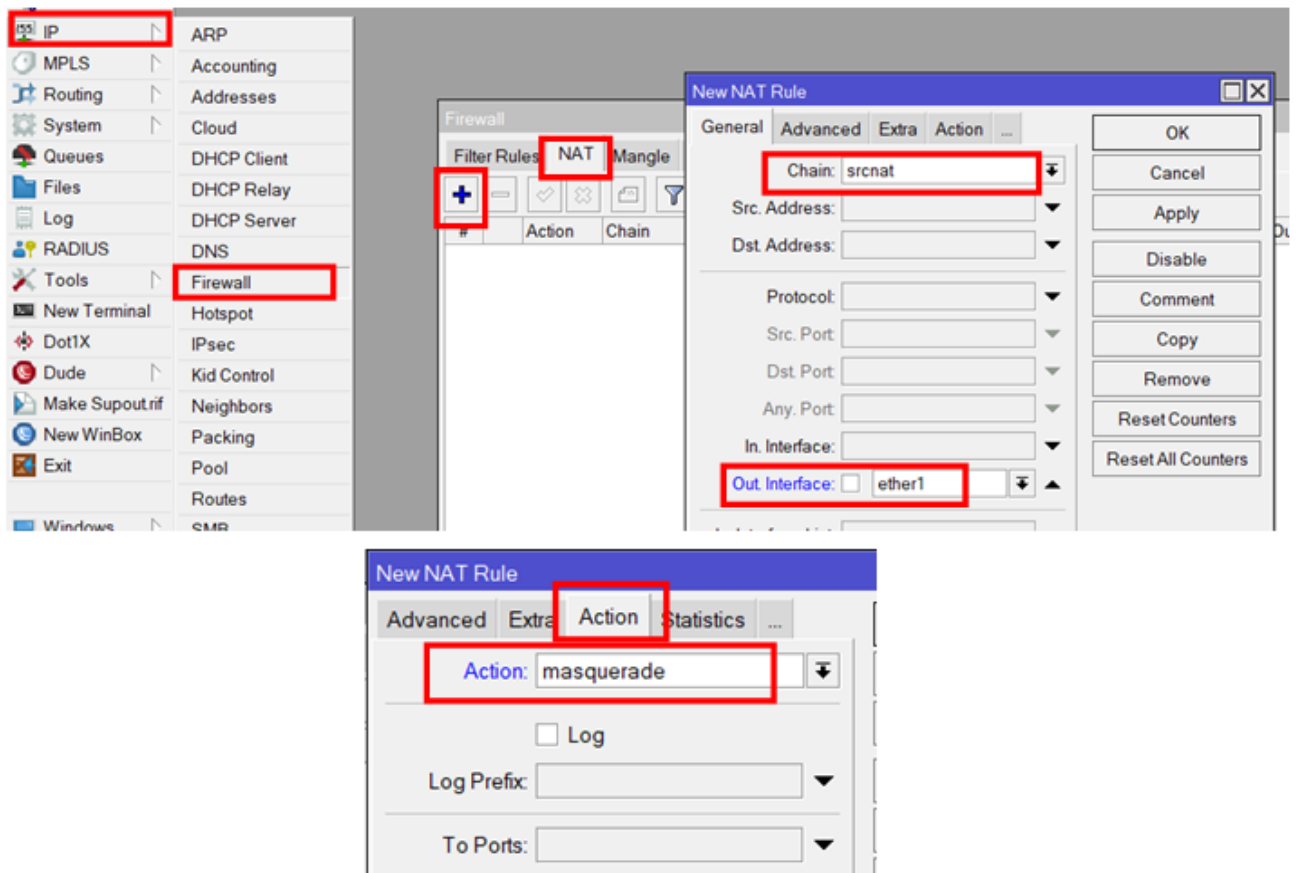 IP
MPLS
Routing
System
Queues
Files
Log
RADIUS
Tools
New Terminal
Dot1X
Dude
Make Supout.rif
New WinBox
Exit
Windows
ARP
Accounting
Addresses
Cloud
DHCP Client
DHCP Relay
DHCP Server
DNS
Firewall
Hotspot
IPsec
Kid Control
Neighbors
Packing
Pool
Routes
SMB
Firewall
Filter Rules NAT Mangle
# Action Chain
New NAT Rule
General Advanced Extra Action ...
Chain: srcnat
Src. Address:
Dst. Address:
Protocol:
Src. Port:
Dst. Port:
Any. Port:
In. Interface:
Out. Interface: ether1
OK
Cancel
Apply
Disable
Comment
Copy
Remove
Reset Counters
Reset All Counters
New NAT Rule
Advanced Extra Action Statistics ...
Action: masquerade
Log
Log Prefix:
To Ports: